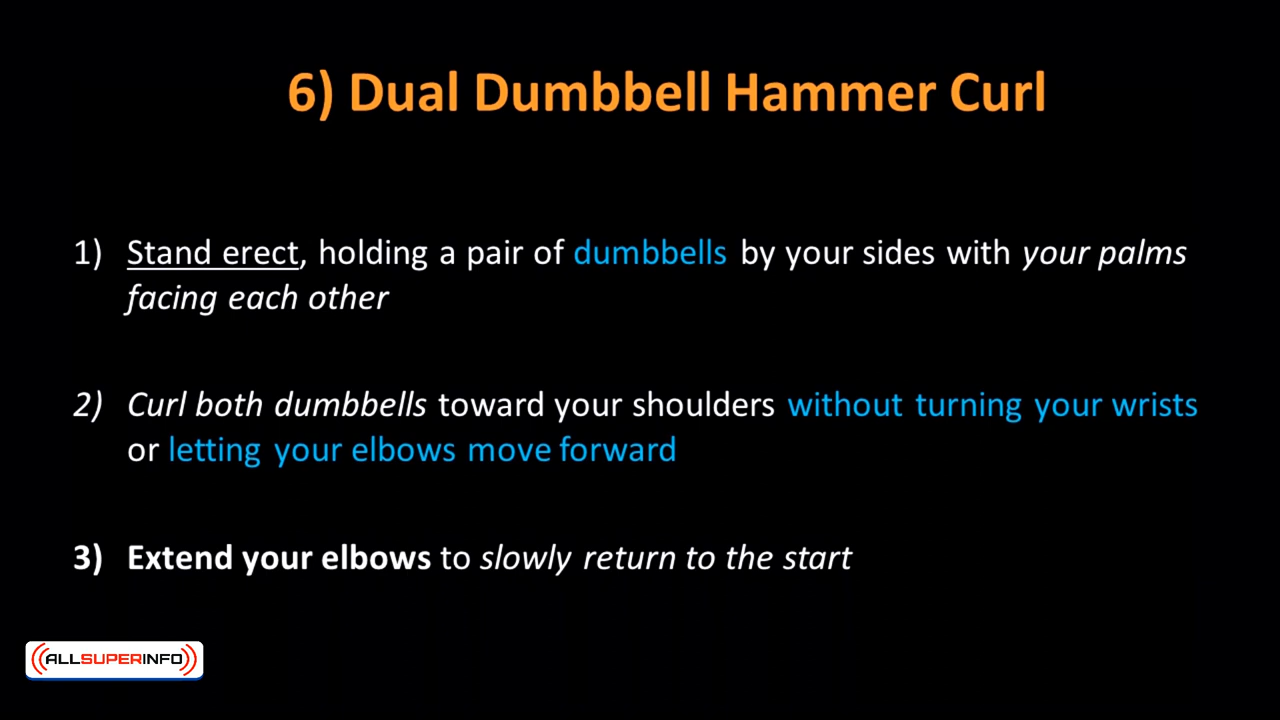 6) Dual Dumbbell Hammer Curl
1) Stand erect, holding a pair of dumbbells by your sides with your palms
facing each other
2) Curl both dumbbells toward your shoulders without turning your wrists
or letting your elbows move forward
3) Extend your elbows to slowly return to the start
ALLSUPERINFO